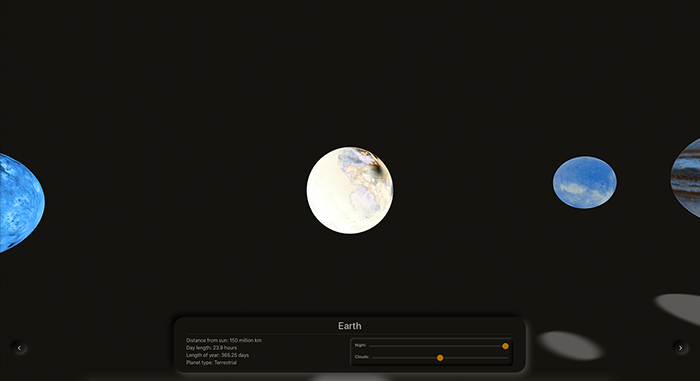 Earth
Distance from sun: 150 million km
Day length: 23.9 hours
Length of year: 365.25 days
Planet type: Terrestrial
Night:
Clouds: